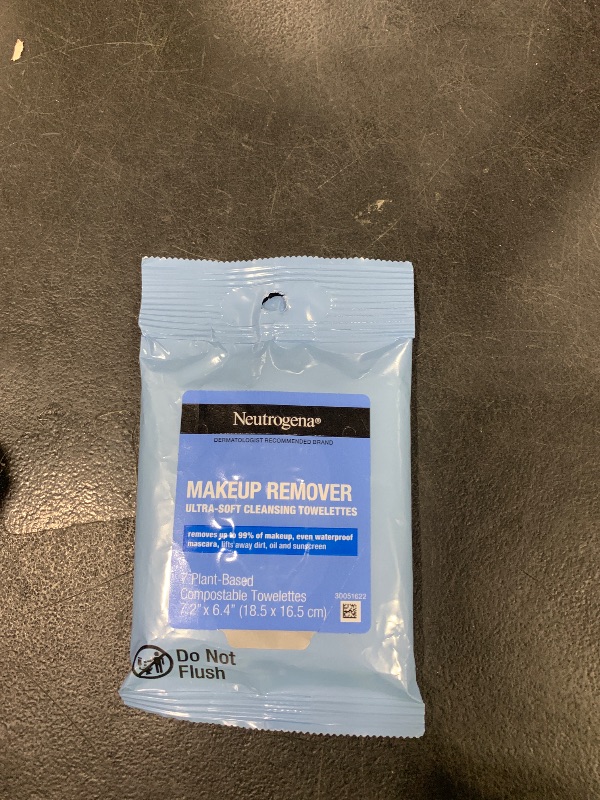 Neutrogena®
DERMATOLOGIST RECOMMENDED BRAND
MAKEUP REMOVER
ULTRA-SOFT CLEANSING TOWELETTES
removes up to 99% of makeup, even waterproof
mascara, lifts away dirt, oil and sunscreen
7 Plant-Based
Compostable Towelettes
30051622
7.2" x 6.4" (18.5 x 16.5 cm)
Do Not
Flush